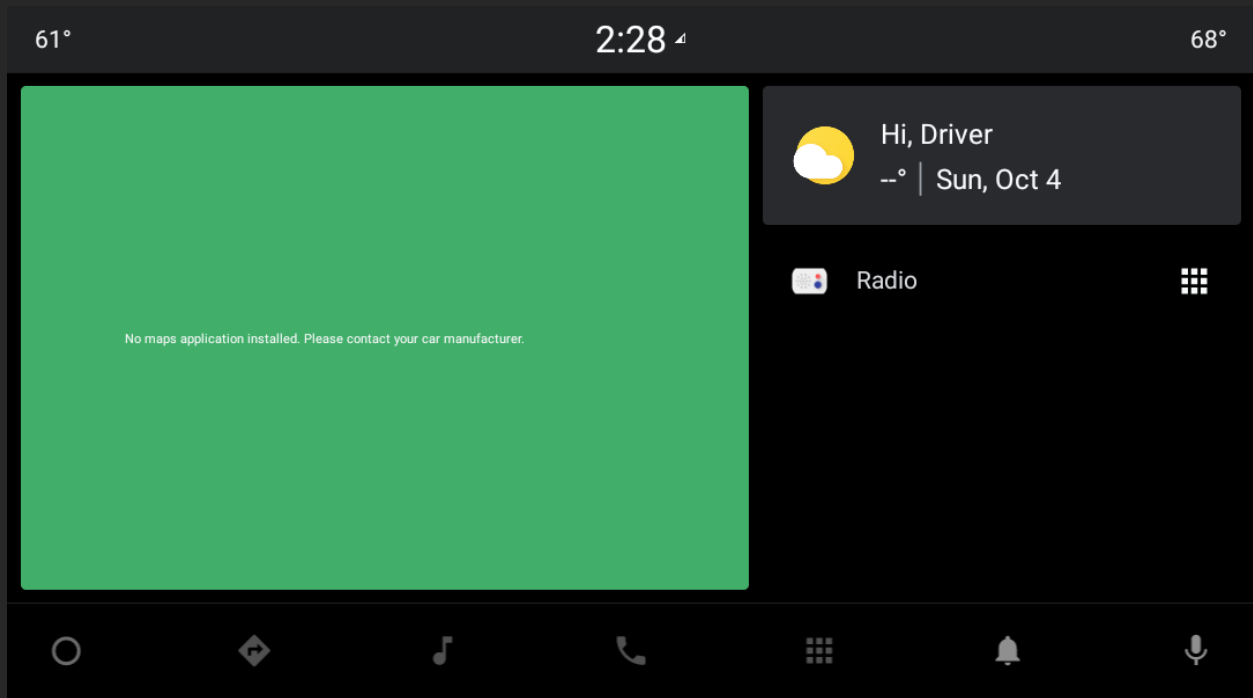 61°
2:28
68°
Hi, Driver
--° | Sun, Oct 4
Radio
No maps application installed. Please contact your car manufacturer.